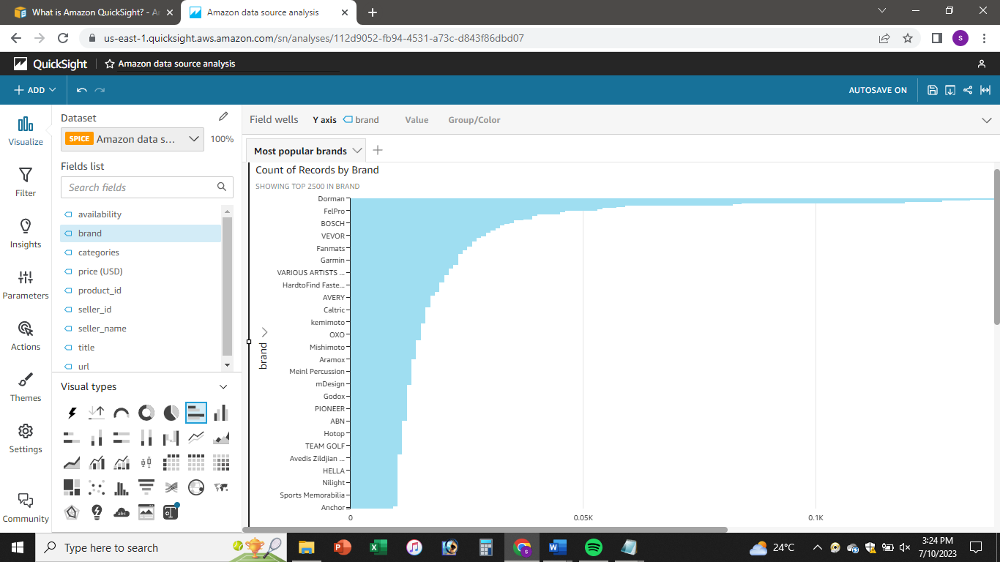 What is Amazon QuickSight? - A
Amazon data source analysis
us-east-1.quicksight.aws.amazon.com/sn/analyses/112d9052-fb94-4531-a73c-d843f86dbd07
S
QuickSight
Amazon data source analysis
ADD
AUTOSAVE ON
Visualize
Filter
Insights
Parameters
Actions
Themes
Settings
Community
Dataset
SPICE Amazon data s... 100%
Fields list
Search fields
availability
brand
categories
price (USD)
product_id
seller_id
seller_name
title
url
Visual types
abc
Field wells Y axis brand Value Group/Color
Most popular brands
Count of Records by Brand
SHOWING TOP 2500 IN BRAND
brand
Dorman
FelPro
BOSCH
VEVOR
Fanmats
Garmin
VARIOUS ARTISTS ...
HardtoFind Faste...
AVERY
Caltric
kemimoto
OXO
Mishimoto
Aramox
Meinl Percussion
mDesign
Godox
PIONEER
ABN
Hotop
TEAM GOLF
Avedis Zildjian ...
HELLA
Nilight
Sports Memorabilia
Anchor
0 0.05K 0.1K
Type here to search
24°C
3:24 PM
7/10/2023